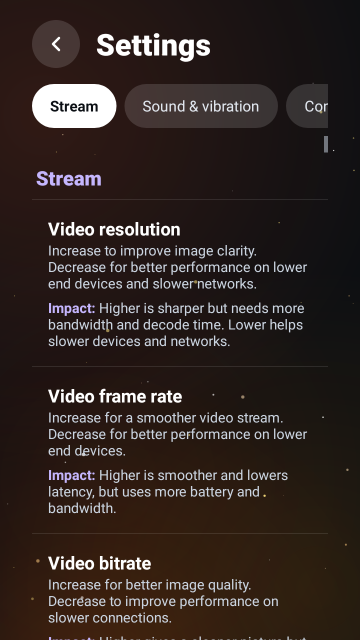 Settings
Stream
Sound & vibration
Stream
Video resolution
Increase to improve image clarity.
Decrease for better performance on lower
end devices and slower networks.
Impact: Higher is sharper but needs more
bandwidth and decode time. Lower helps
slower devices and networks.
Video frame rate
Increase for a smoother video stream.
Decrease for better performance on lower
end devices.
Impact: Higher is smoother and lowers
latency, but uses more battery and
bandwidth.
Video bitrate
Increase for better image quality.
Decrease to improve performance on
slower connections.